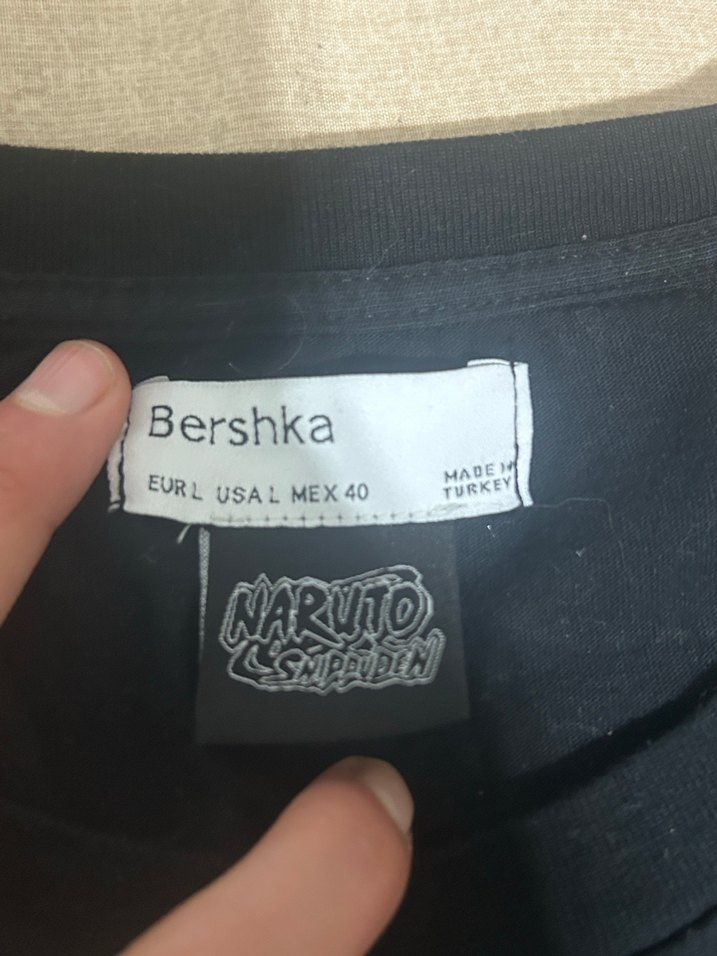 Bershka
EUR L USA L MEX 40
MADE IN
TURKEY
NARUTO
SHIPPUDEN